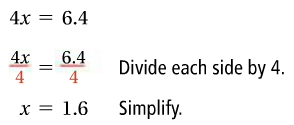 4x = 6.4
4x/4 = 6.4/4 Divide each side by 4.
x = 1.6 Simplify.